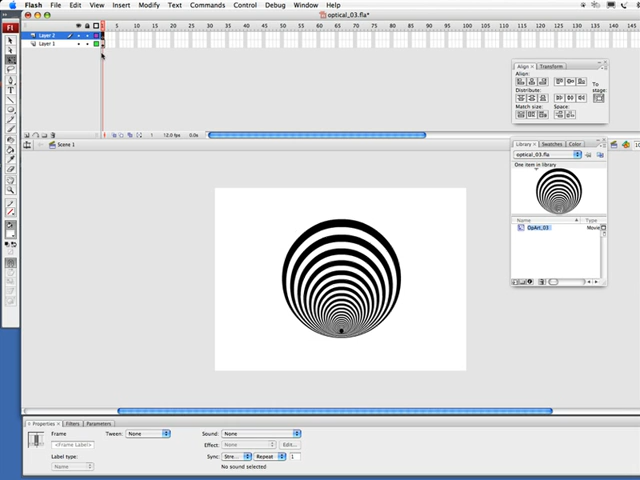 Flash File Edit View Insert Modify Text Commands Control Debug Window Help
optical_03.fla*
5 10 15 20 25 30 35 40 45 50 55 60 65 70 75 80 85 90 95 100 105 110 115 120 125 130 135 140 145
Fl
Layer 2
Layer 1
1 12.0 fps 0.0s
Scene 1
Align Transform
Align:
To stage:
Distribute:
Match size: Space:
Library Swatches Color
optical_03.fla
One item in library
Name Type
OpArt_03 Movie
Properties Filters Parameters
Frame Tween: None Sound: None
<Frame Label> Effect: None Edit...
Label type: Sync: Stre... Repeat 1
Name No sound selected